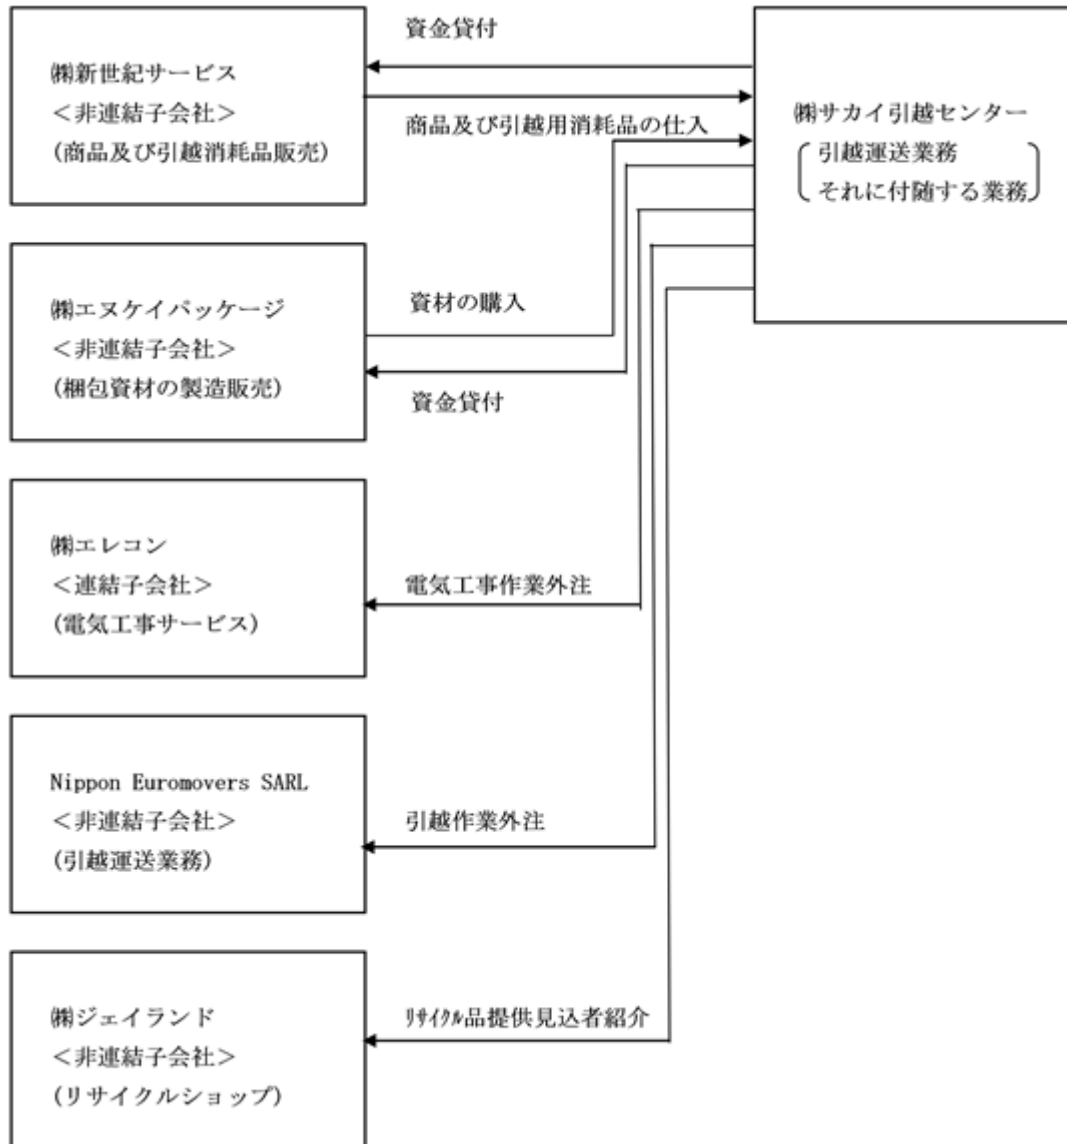 資金貸付
㈱新世紀サービス
＜非連結子会社＞
(商品及び引越消耗品販売)
商品及び引越用消耗品の仕入
㈱サカイ引越センター
引越運送業務
それに付随する業務
㈱エヌケイパッケージ
＜非連結子会社＞
(梱包資材の製造販売)
資材の購入
資金貸付
㈱エレコン
＜連結子会社＞
(電気工事サービス)
電気工事作業外注
Nippon Euromovers SARL
＜非連結子会社＞
(引越運送業務)
引越作業外注
㈱ジェイランド
＜非連結子会社＞
(リサイクルショップ)
ﾘｻｲｸﾙ品提供見込者紹介